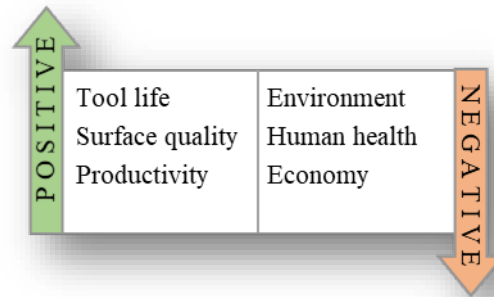 POSITIVE
Tool life
Surface quality
Productivity
Environment
Human health
Economy
NEGATIVE